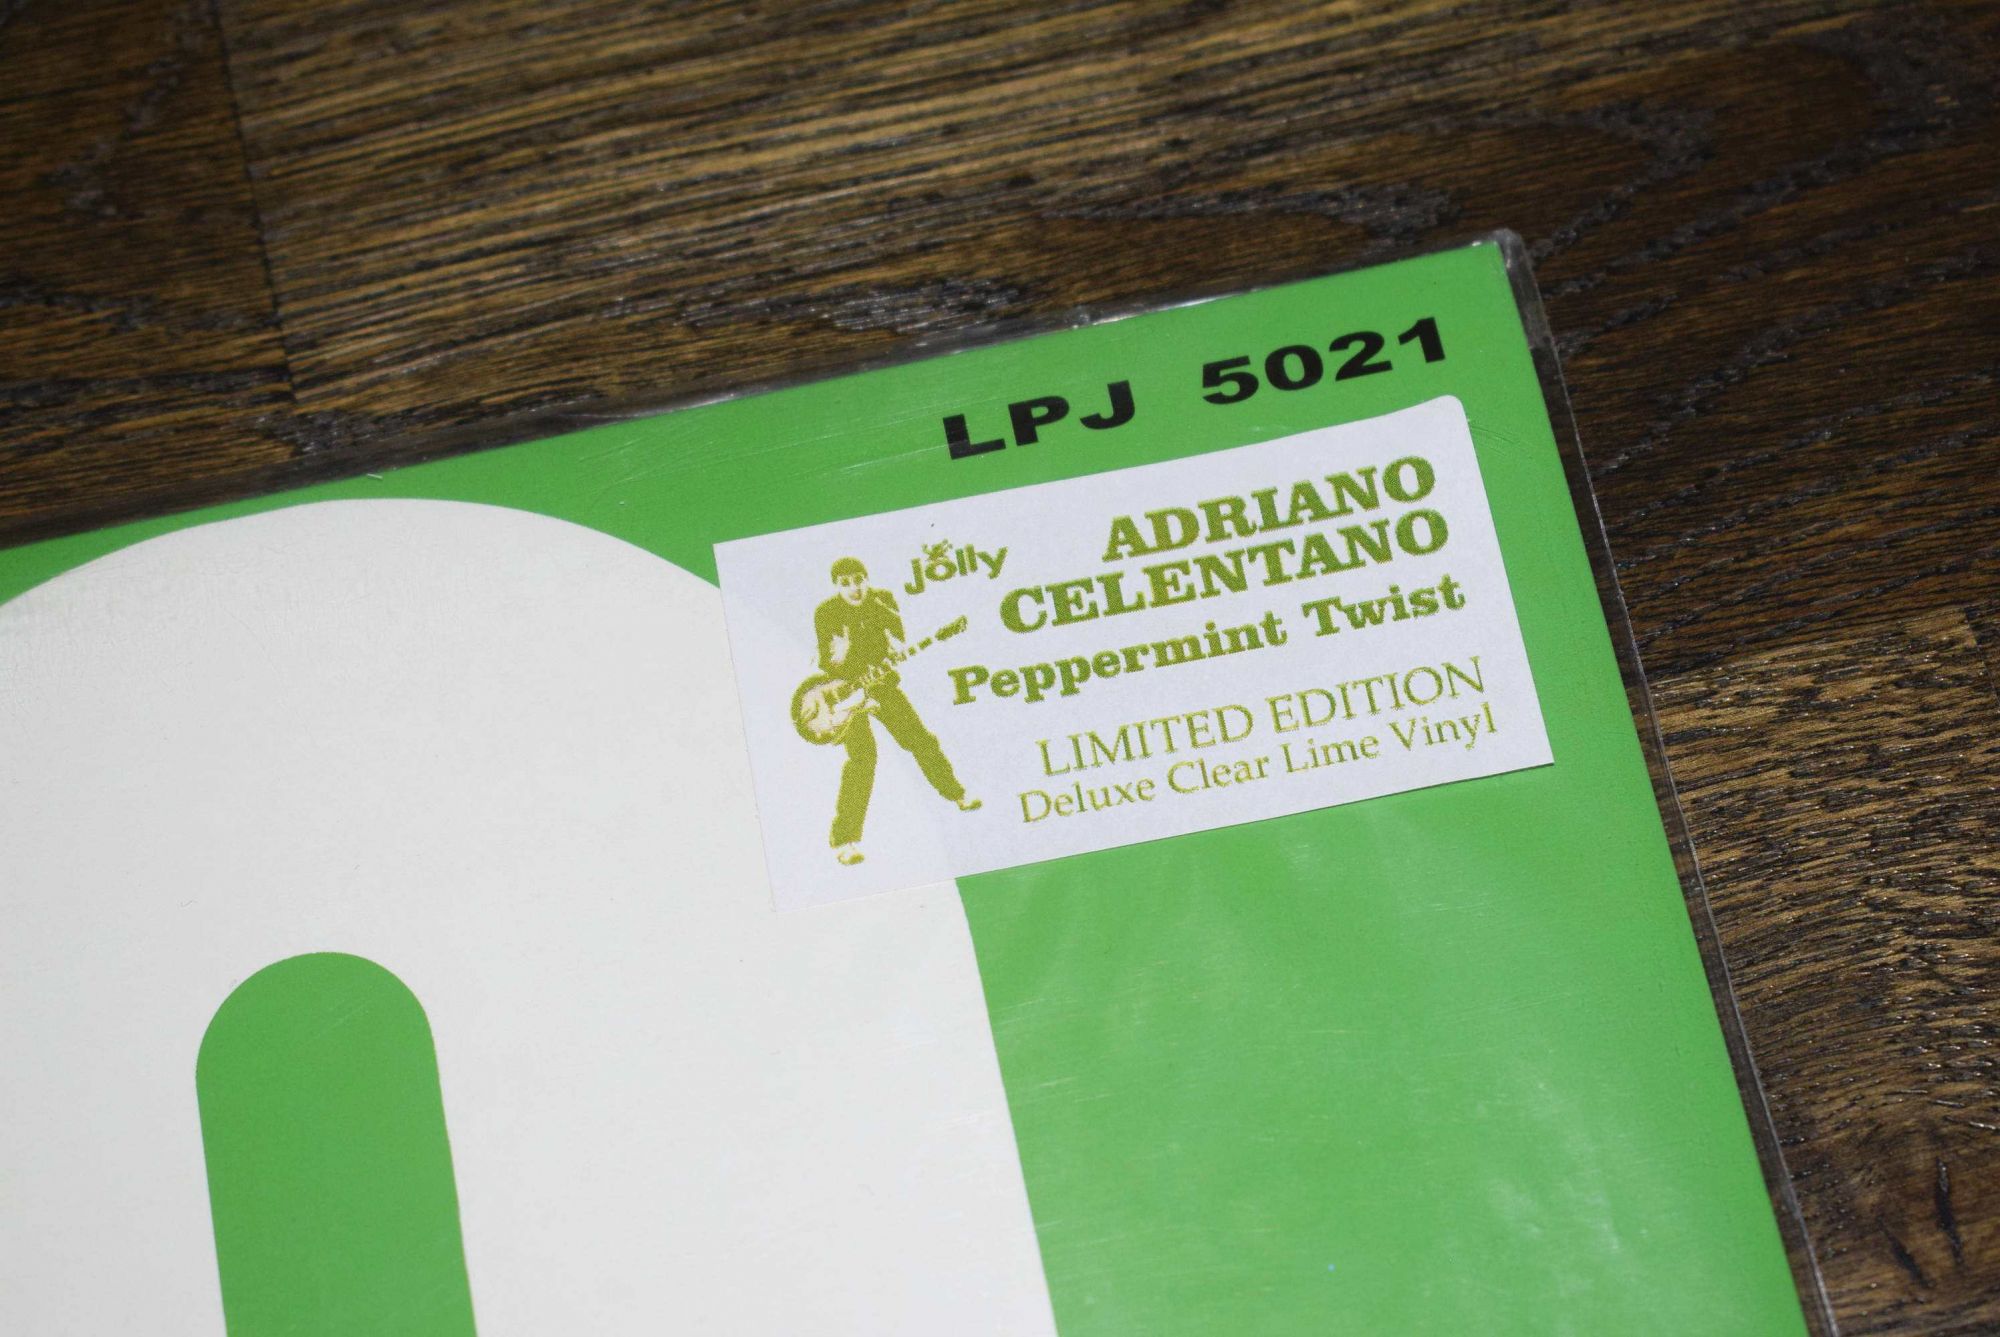 LPJ 5021
Jolly
ADRIANO
CELENTANO
Peppermint Twist
LIMITED EDITION
Deluxe Clear Lime Vinyl